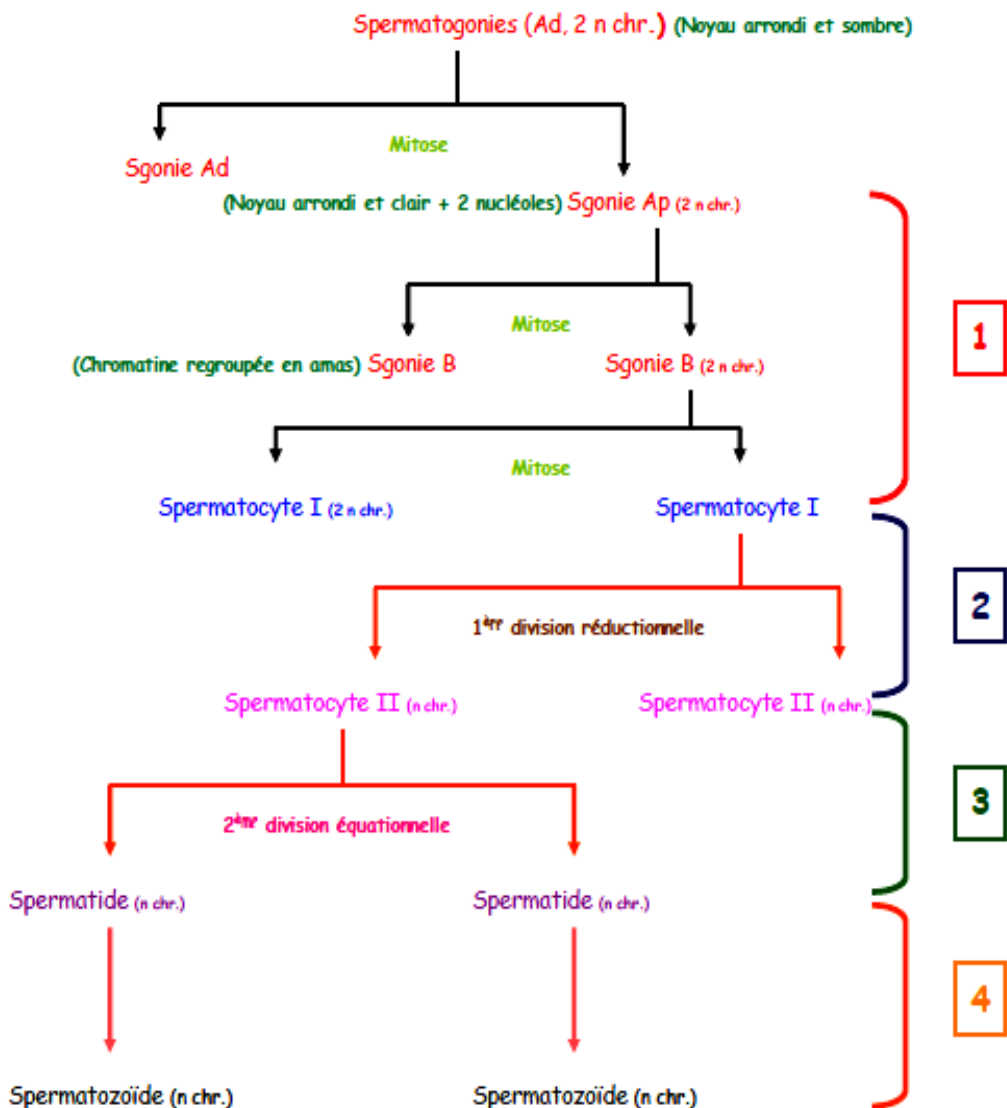 Spermatogonies (Ad, 2 n chr.) (Noyau arrondi et sombre)
Mitose
Sgonie Ad
(Noyau arrondi et clair + 2 nucléoles) Sgonie Ap (2 n chr.)
1
Mitose
(Chromatine regroupée en amas) Sgonie B
Sgonie B (2 n chr.)
Mitose
Spermatocyte I (2 n chr.)
Spermatocyte I
2
1ère division réductionnelle
Spermatocyte II (n chr.)
Spermatocyte II (n chr.)
3
2ème division équationnelle
Spermatide (n chr.)
Spermatide (n chr.)
4
Spermatozoïde (n chr.)
Spermatozoïde (n chr.)